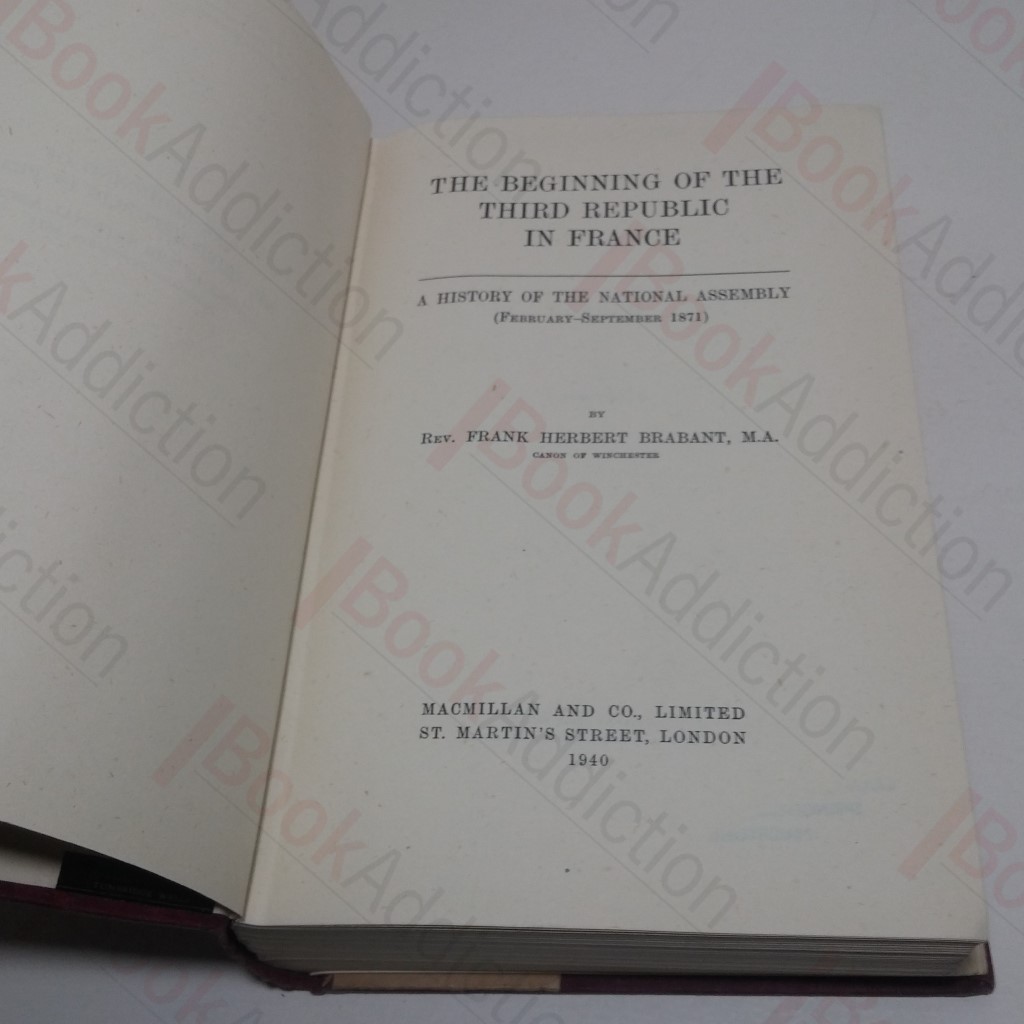 THE BEGINNING OF THE
THIRD REPUBLIC
IN FRANCE
A HISTORY OF THE NATIONAL ASSEMBLY
(FEBRUARY–SEPTEMBER 1871)
BY
REV. FRANK HERBERT BRABANT, M.A.
CANON OF WINCHESTER
MACMILLAN AND CO., LIMITED
ST. MARTIN'S STREET, LONDON
1940
BookAddiction